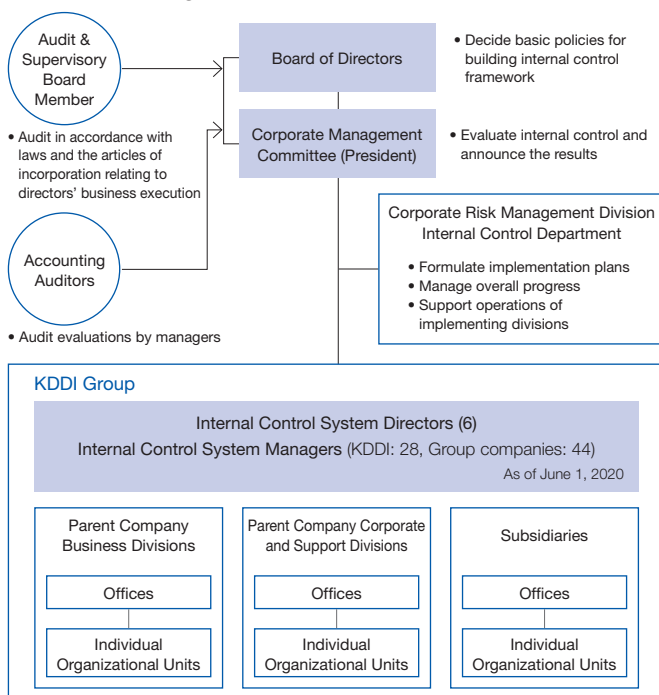 Audit &
Supervisory
Board
Member
• Audit in accordance with
laws and the articles of
incorporation relating to
directors' business execution
Accounting
Auditors
• Audit evaluations by managers
Board of Directors
• Decide basic policies for
building internal control
framework
Corporate Management
Committee (President)
• Evaluate internal control and
announce the results
Corporate Risk Management Division
Internal Control Department
• Formulate implementation plans
• Manage overall progress
• Support operations of
implementing divisions
KDDI Group
Internal Control System Directors (6)
Internal Control System Managers (KDDI: 28, Group companies: 44)
As of June 1, 2020
Parent Company
Business Divisions
Offices
Individual
Organizational Units
Parent Company Corporate
and Support Divisions
Offices
Individual
Organizational Units
Subsidiaries
Offices
Individual
Organizational Units